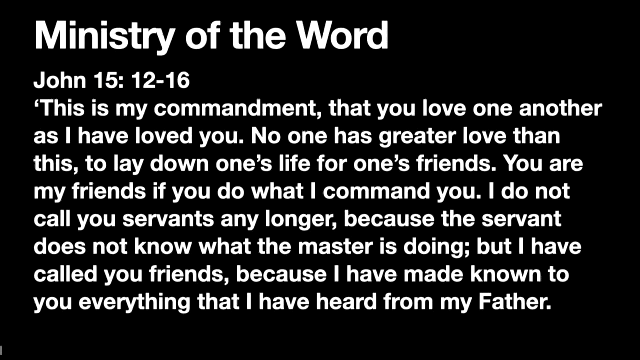 Ministry of the Word
John 15: 12-16
‘This is my commandment, that you love one another
as I have loved you. No one has greater love than
this, to lay down one’s life for one’s friends. You are
my friends if you do what I command you. I do not
call you servants any longer, because the servant
does not know what the master is doing; but I have
called you friends, because I have made known to
you everything that I have heard from my Father.